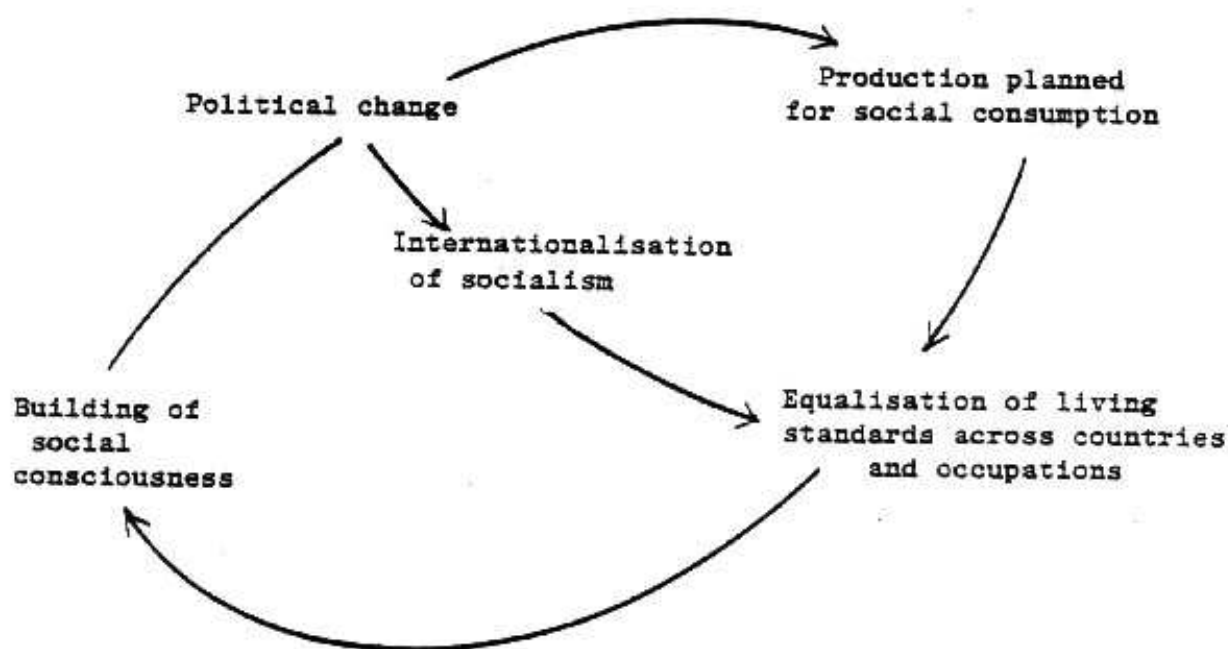 Political change
Production planned
for social consumption
Internationalisation
of socialism
Building of
social
consciousness
Equalisation of living
standards across countries
and occupations